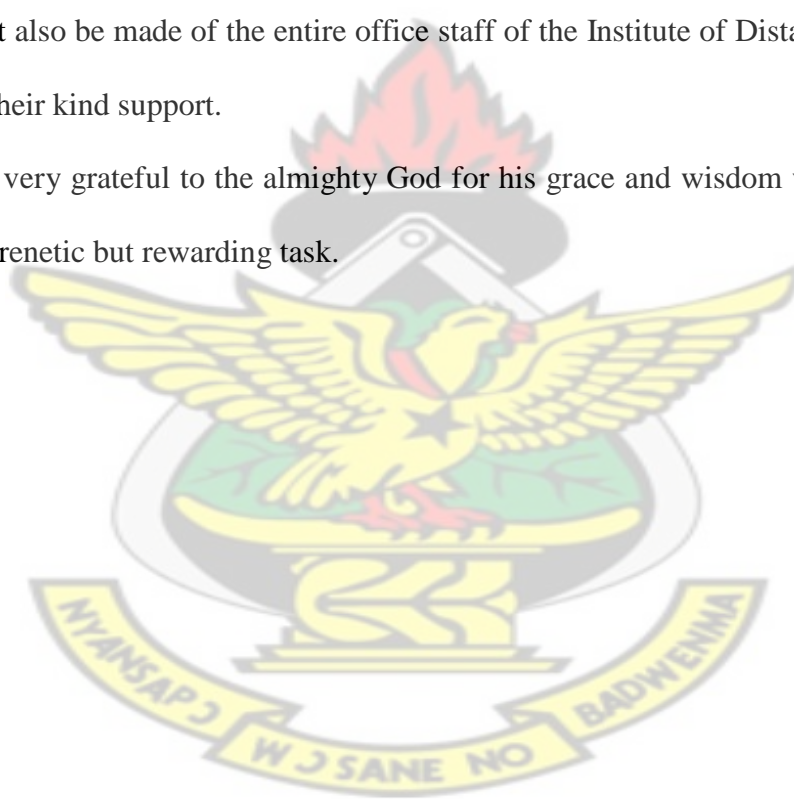 t also be made of the entire office staff of the Institute of Dista
heir kind support.
very grateful to the almighty God for his grace and wisdom
renetic but rewarding task.
NYANSAPƆ WƆSANE NO BADWENMA